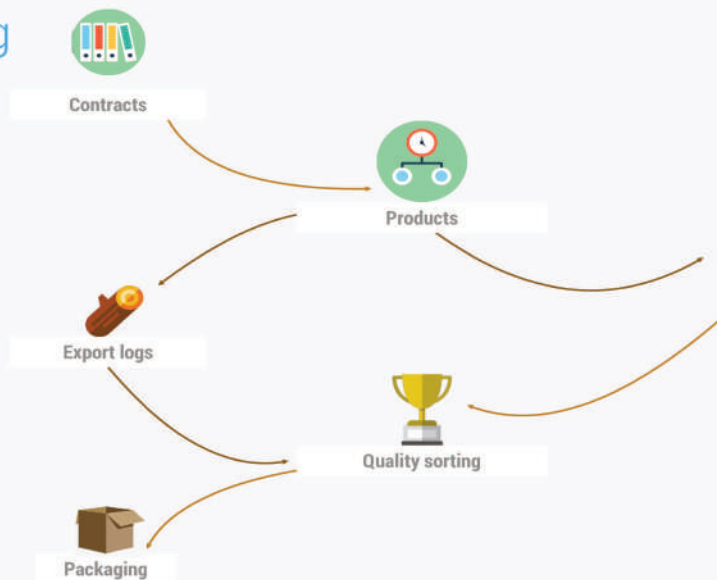 Contracts
Products
Export logs
Quality sorting
Packaging